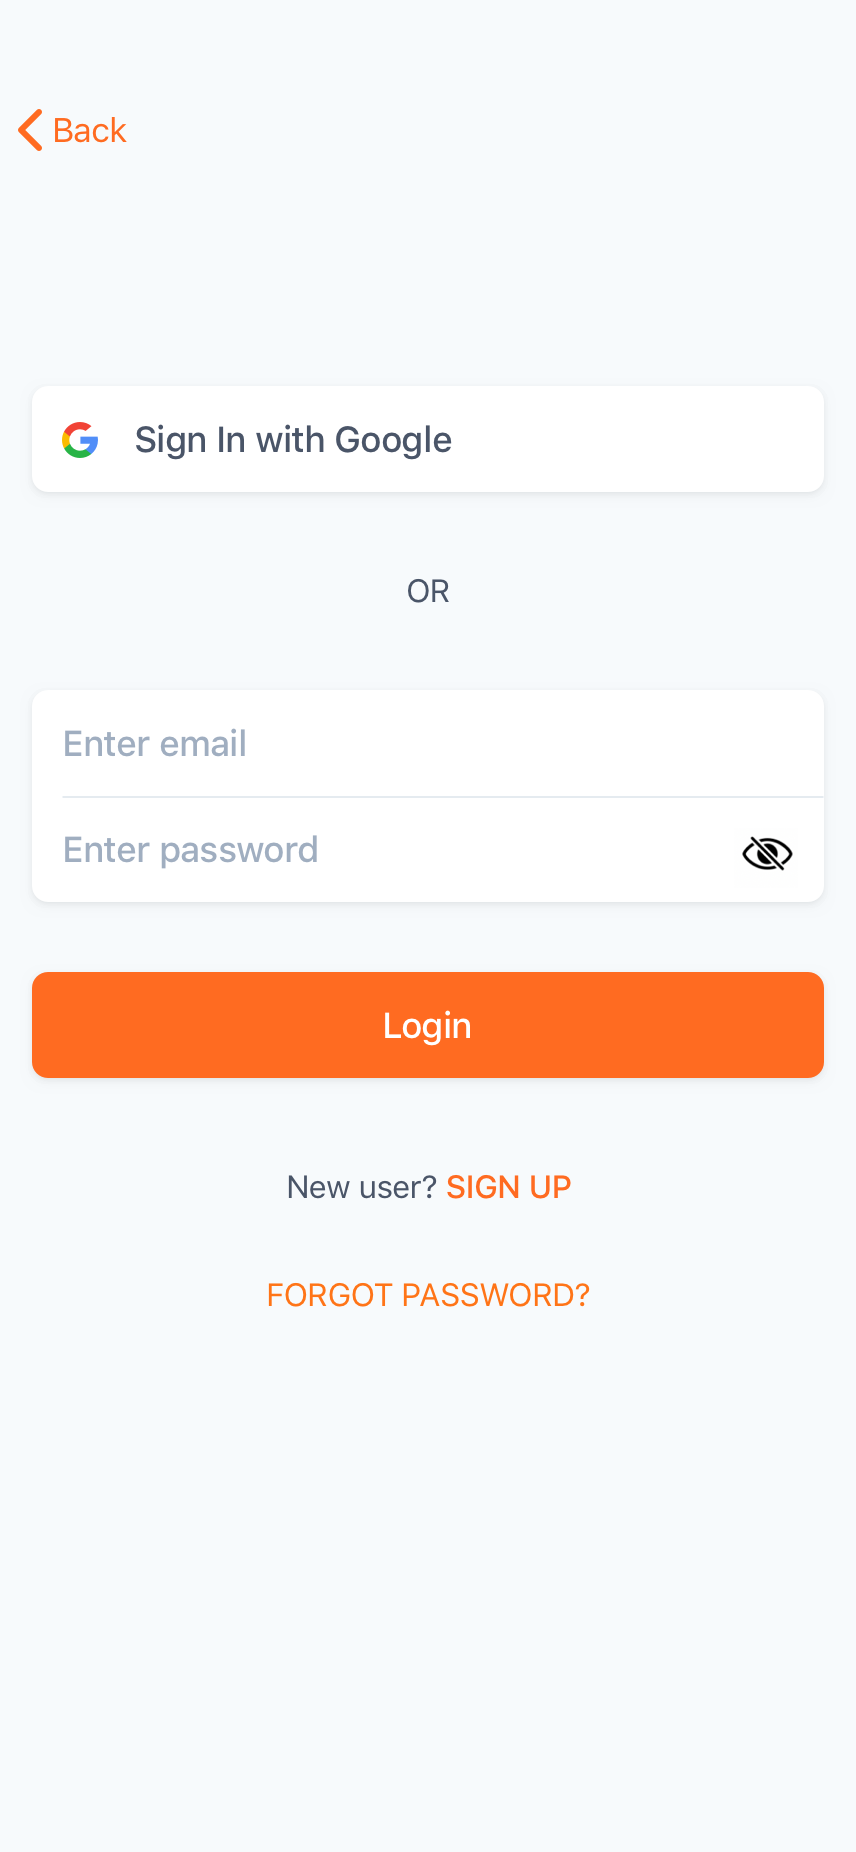 Back
Sign In with Google
OR
Enter email
Enter password
Login
New user? SIGN UP
FORGOT PASSWORD?